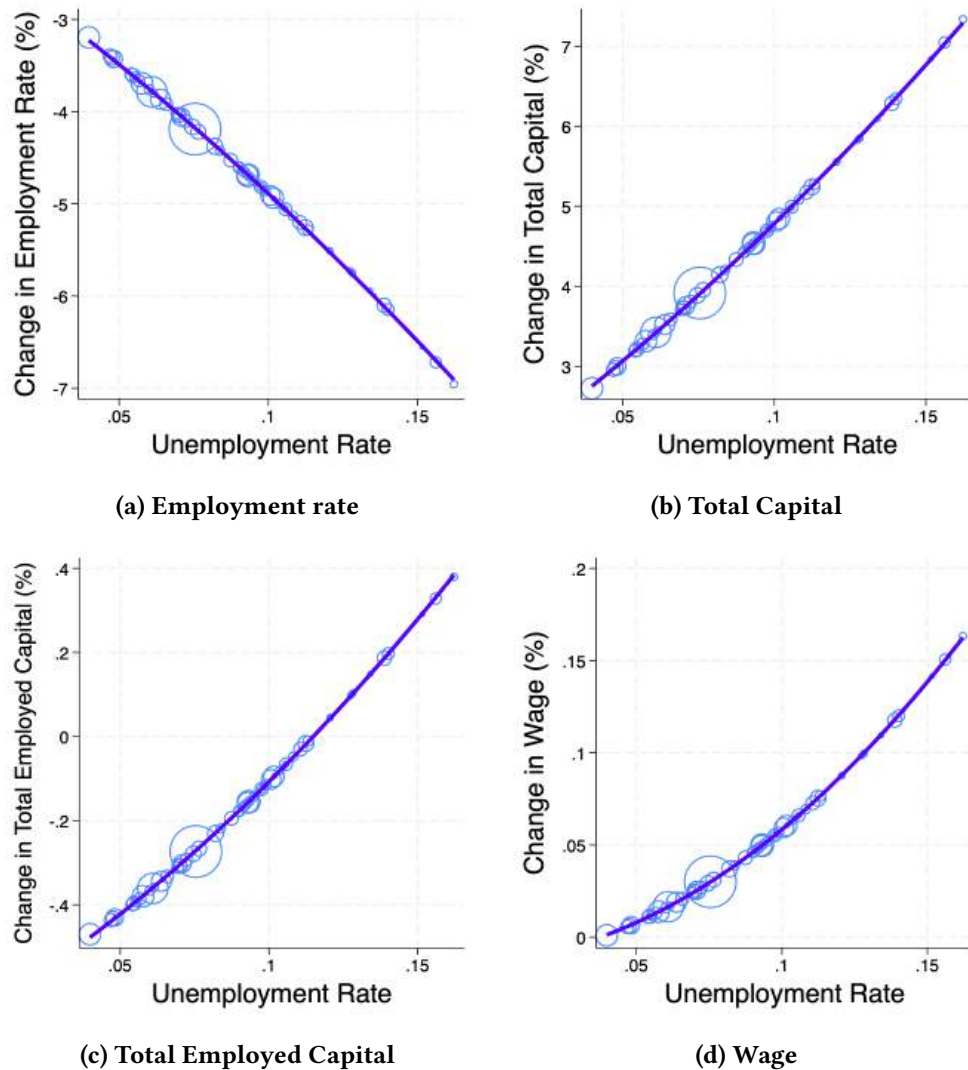 Change in Employment Rate (%)
-3
-4
-5
-6
-7
.05
.1
.15
Unemployment Rate
(a) Employment rate
Change in Total Capital (%)
7
6
5
4
3
.05
.1
.15
Unemployment Rate
(b) Total Capital
Change in Total Employed Capital (%)
.4
.2
0
-.2
-.4
.05
.1
.15
Unemployment Rate
(c) Total Employed Capital
Change in Wage (%)
.2
.15
.1
.05
0
.05
.1
.15
Unemployment Rate
(d) Wage